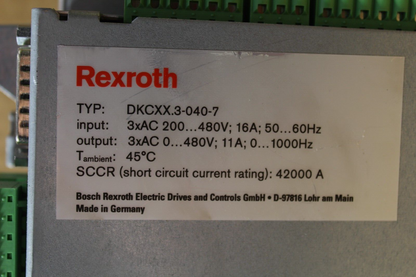 Rexroth
TYP: DKCXX.3-040-7
input: 3xAC 200...480V; 16A; 50...60Hz
output: 3xAC 0...480V; 11A; 0...1000Hz
Tambient: 45°C
SCCR (short circuit current rating): 42000 A
Bosch Rexroth Electric Drives and Controls GmbH • D-97816 Lohr am Main
Made in Germany